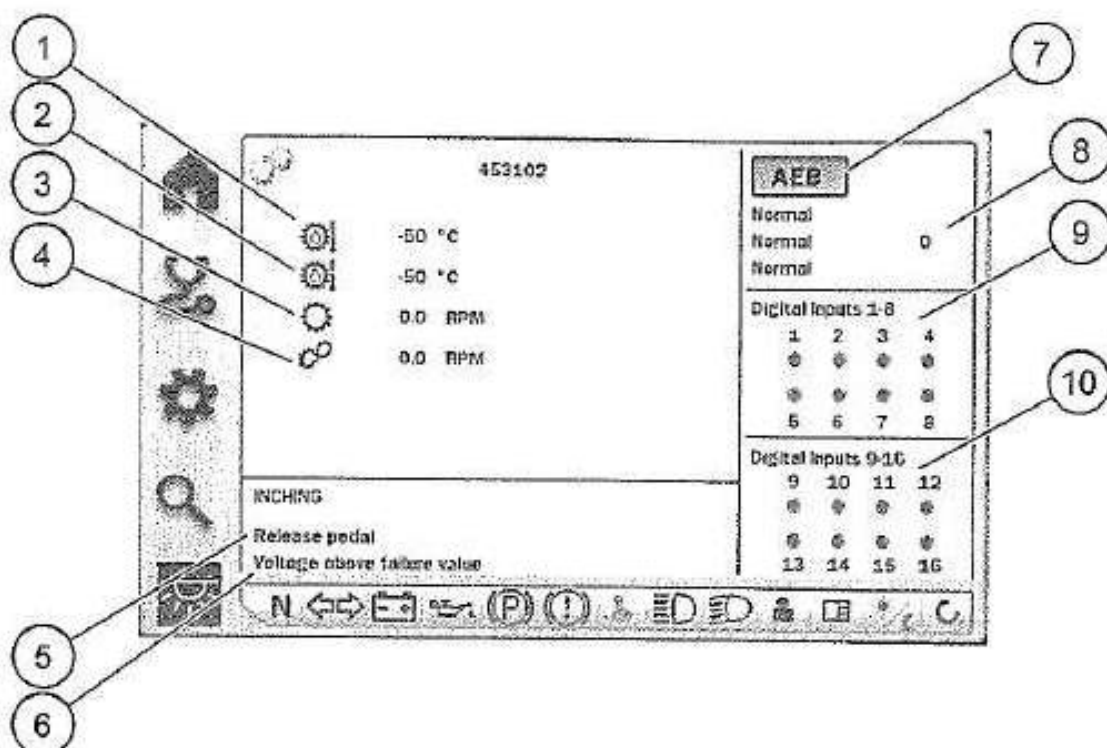 1
2
3
4
5
6
7
8
9
10
453102
-50 °C
-50 °C
0.0 RPM
0.0 RPM
INCHING
Release pedal
Voltage above failure value
AEB
Normal
Normal 0
Normal
Digital Inputs 1-8
1 2 3 4
5 6 7 8
Digital Inputs 9-16
9 10 11 12
13 14 15 16
N
P